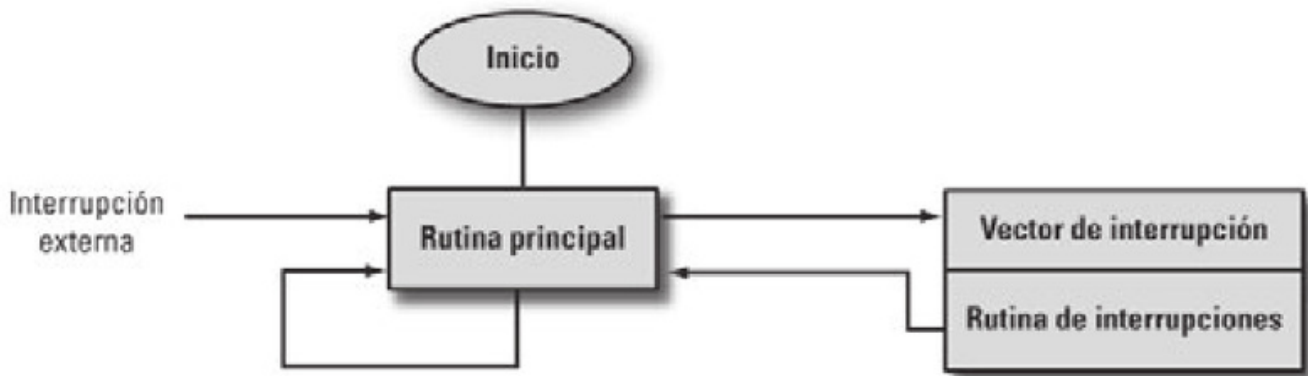 Inicio
Interrupción
externa
Rutina principal
Vector de interrupción
Rutina de interrupciones